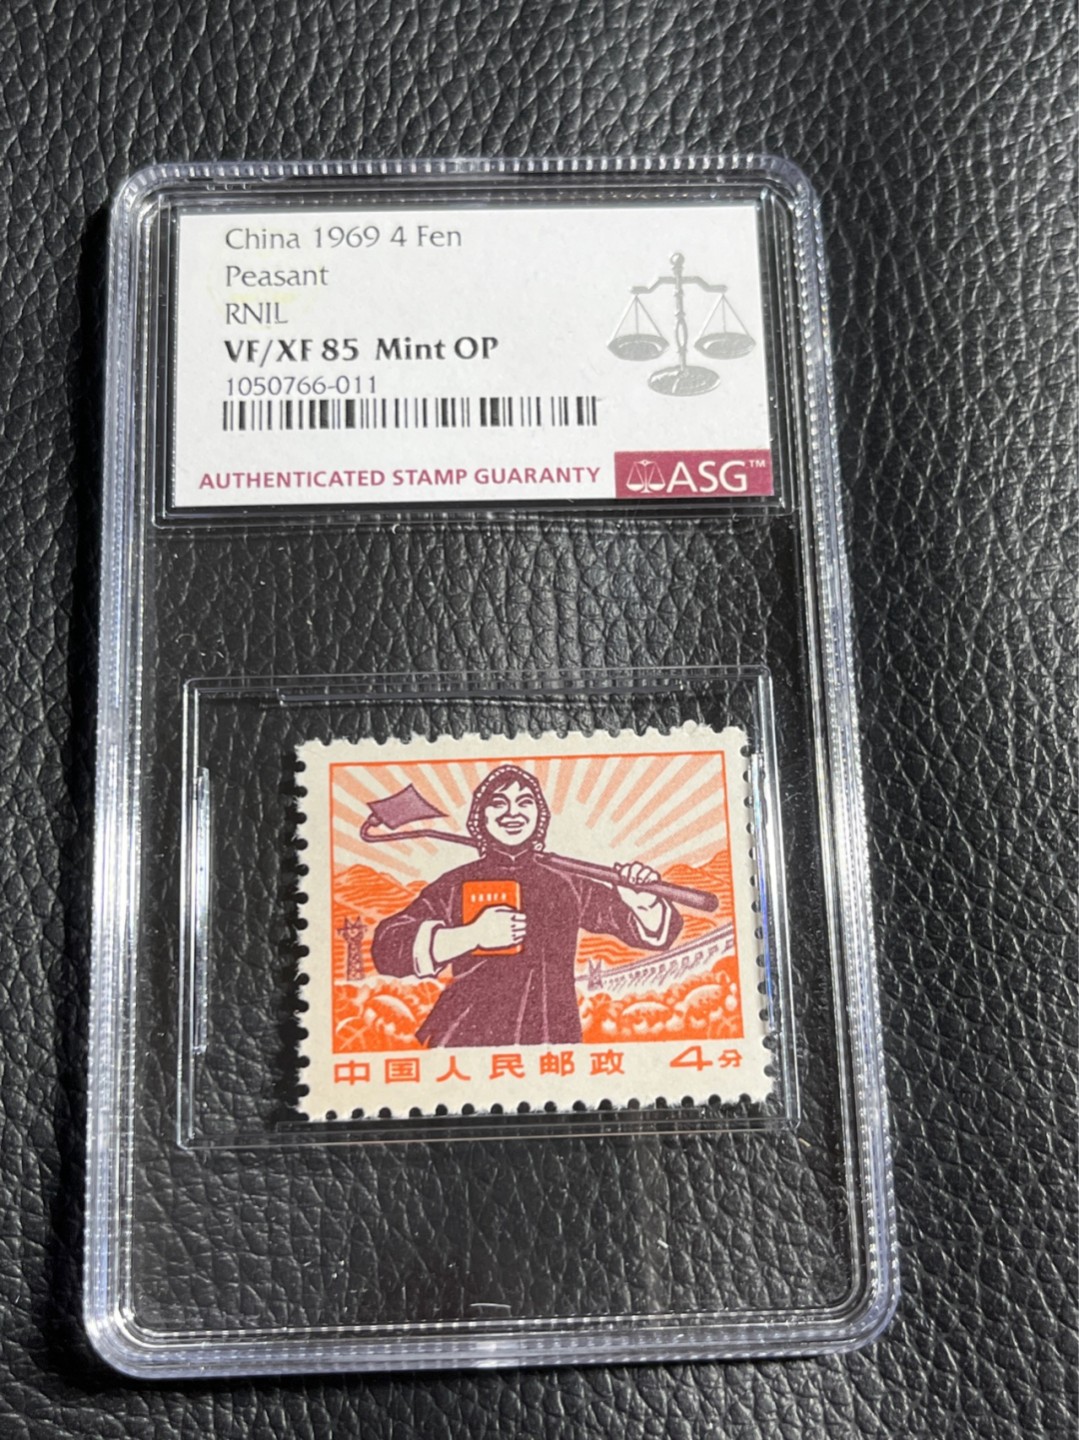 China 1969 4 Fen
Peasant
RNIL
VF/XF 85 Mint OP
1050766-011
AUTHENTICATED STAMP GUARANTY ASG™
中国人民邮政 4分